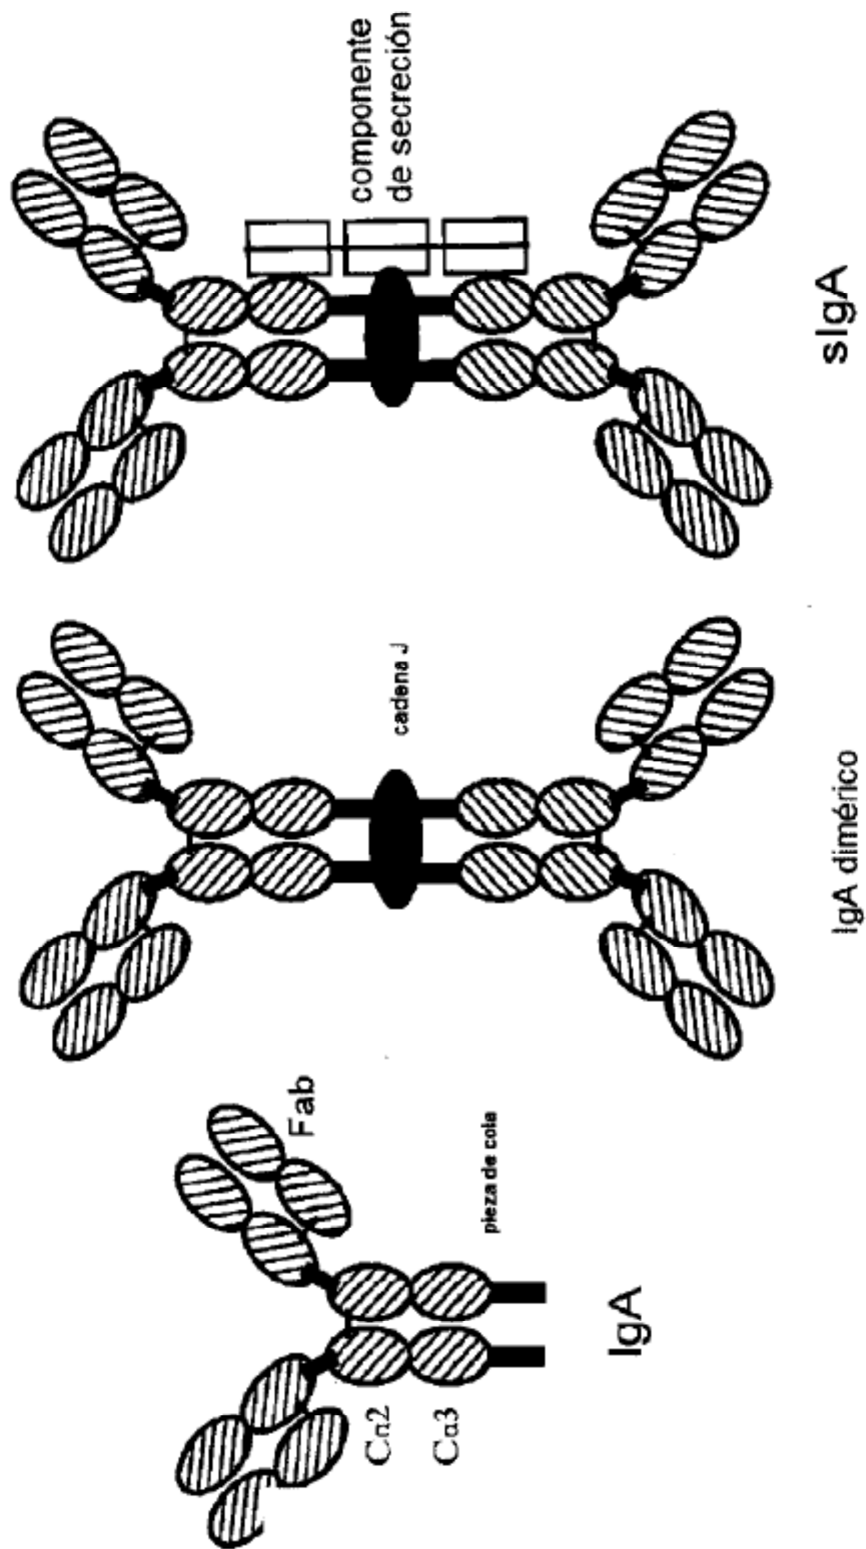 Fab
Cα2
Cα3
pieza de cola
IgA
cadena J
IgA dimérico
componente
de secreción
sIgA